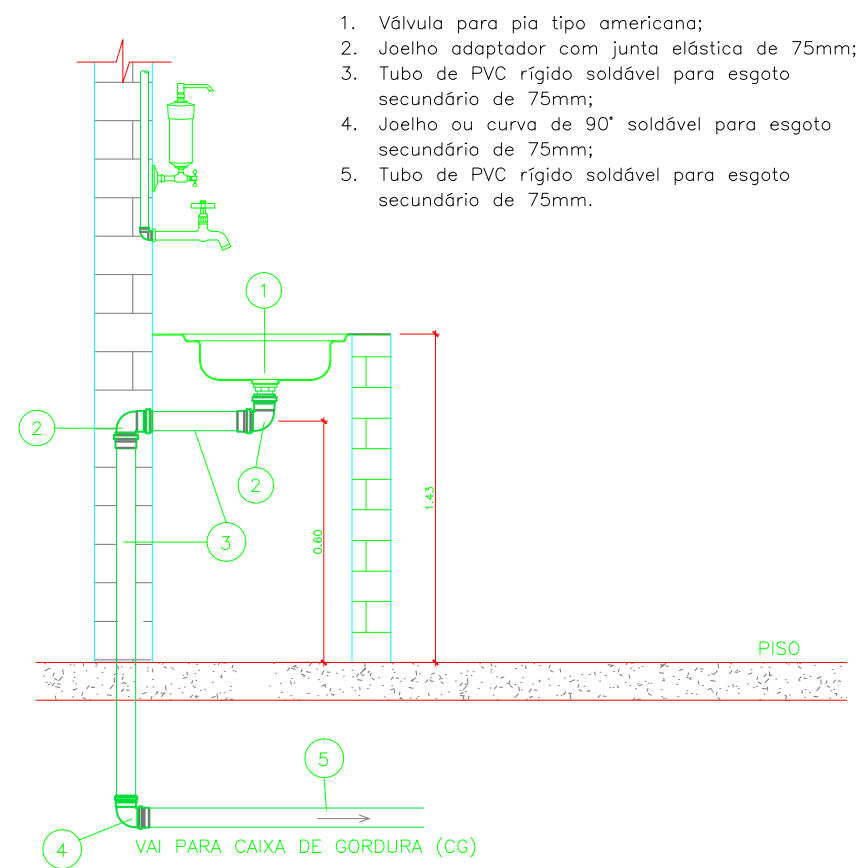 1. Válvula para pia tipo americana;
2. Joelho adaptador com junta elástica de 75mm;
3. Tubo de PVC rígido soldável para esgoto
secundário de 75mm;
4. Joelho ou curva de 90° soldável para esgoto
secundário de 75mm;
5. Tubo de PVC rígido soldável para esgoto
secundário de 75mm.
1
2
2
1.43
3
0.60
PISO
5
4
VAI PARA CAIXA DE GORDURA (CG)